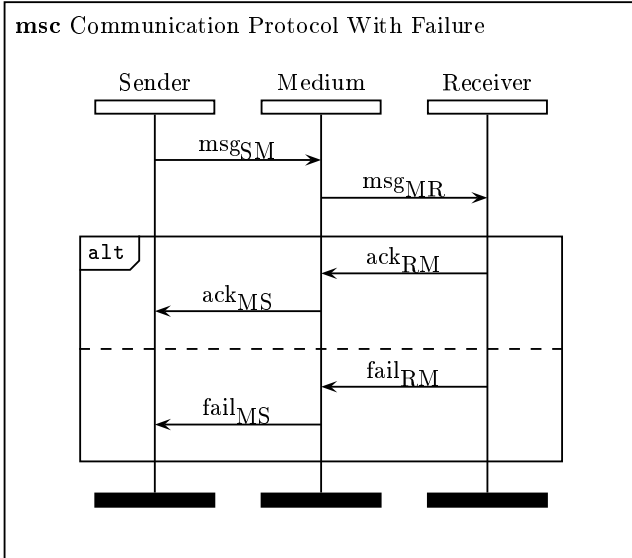 msc Communication Protocol With Failure
Sender Medium Receiver
msgSM
msgMR
alt
ackRM
ackMS
failRM
failMS